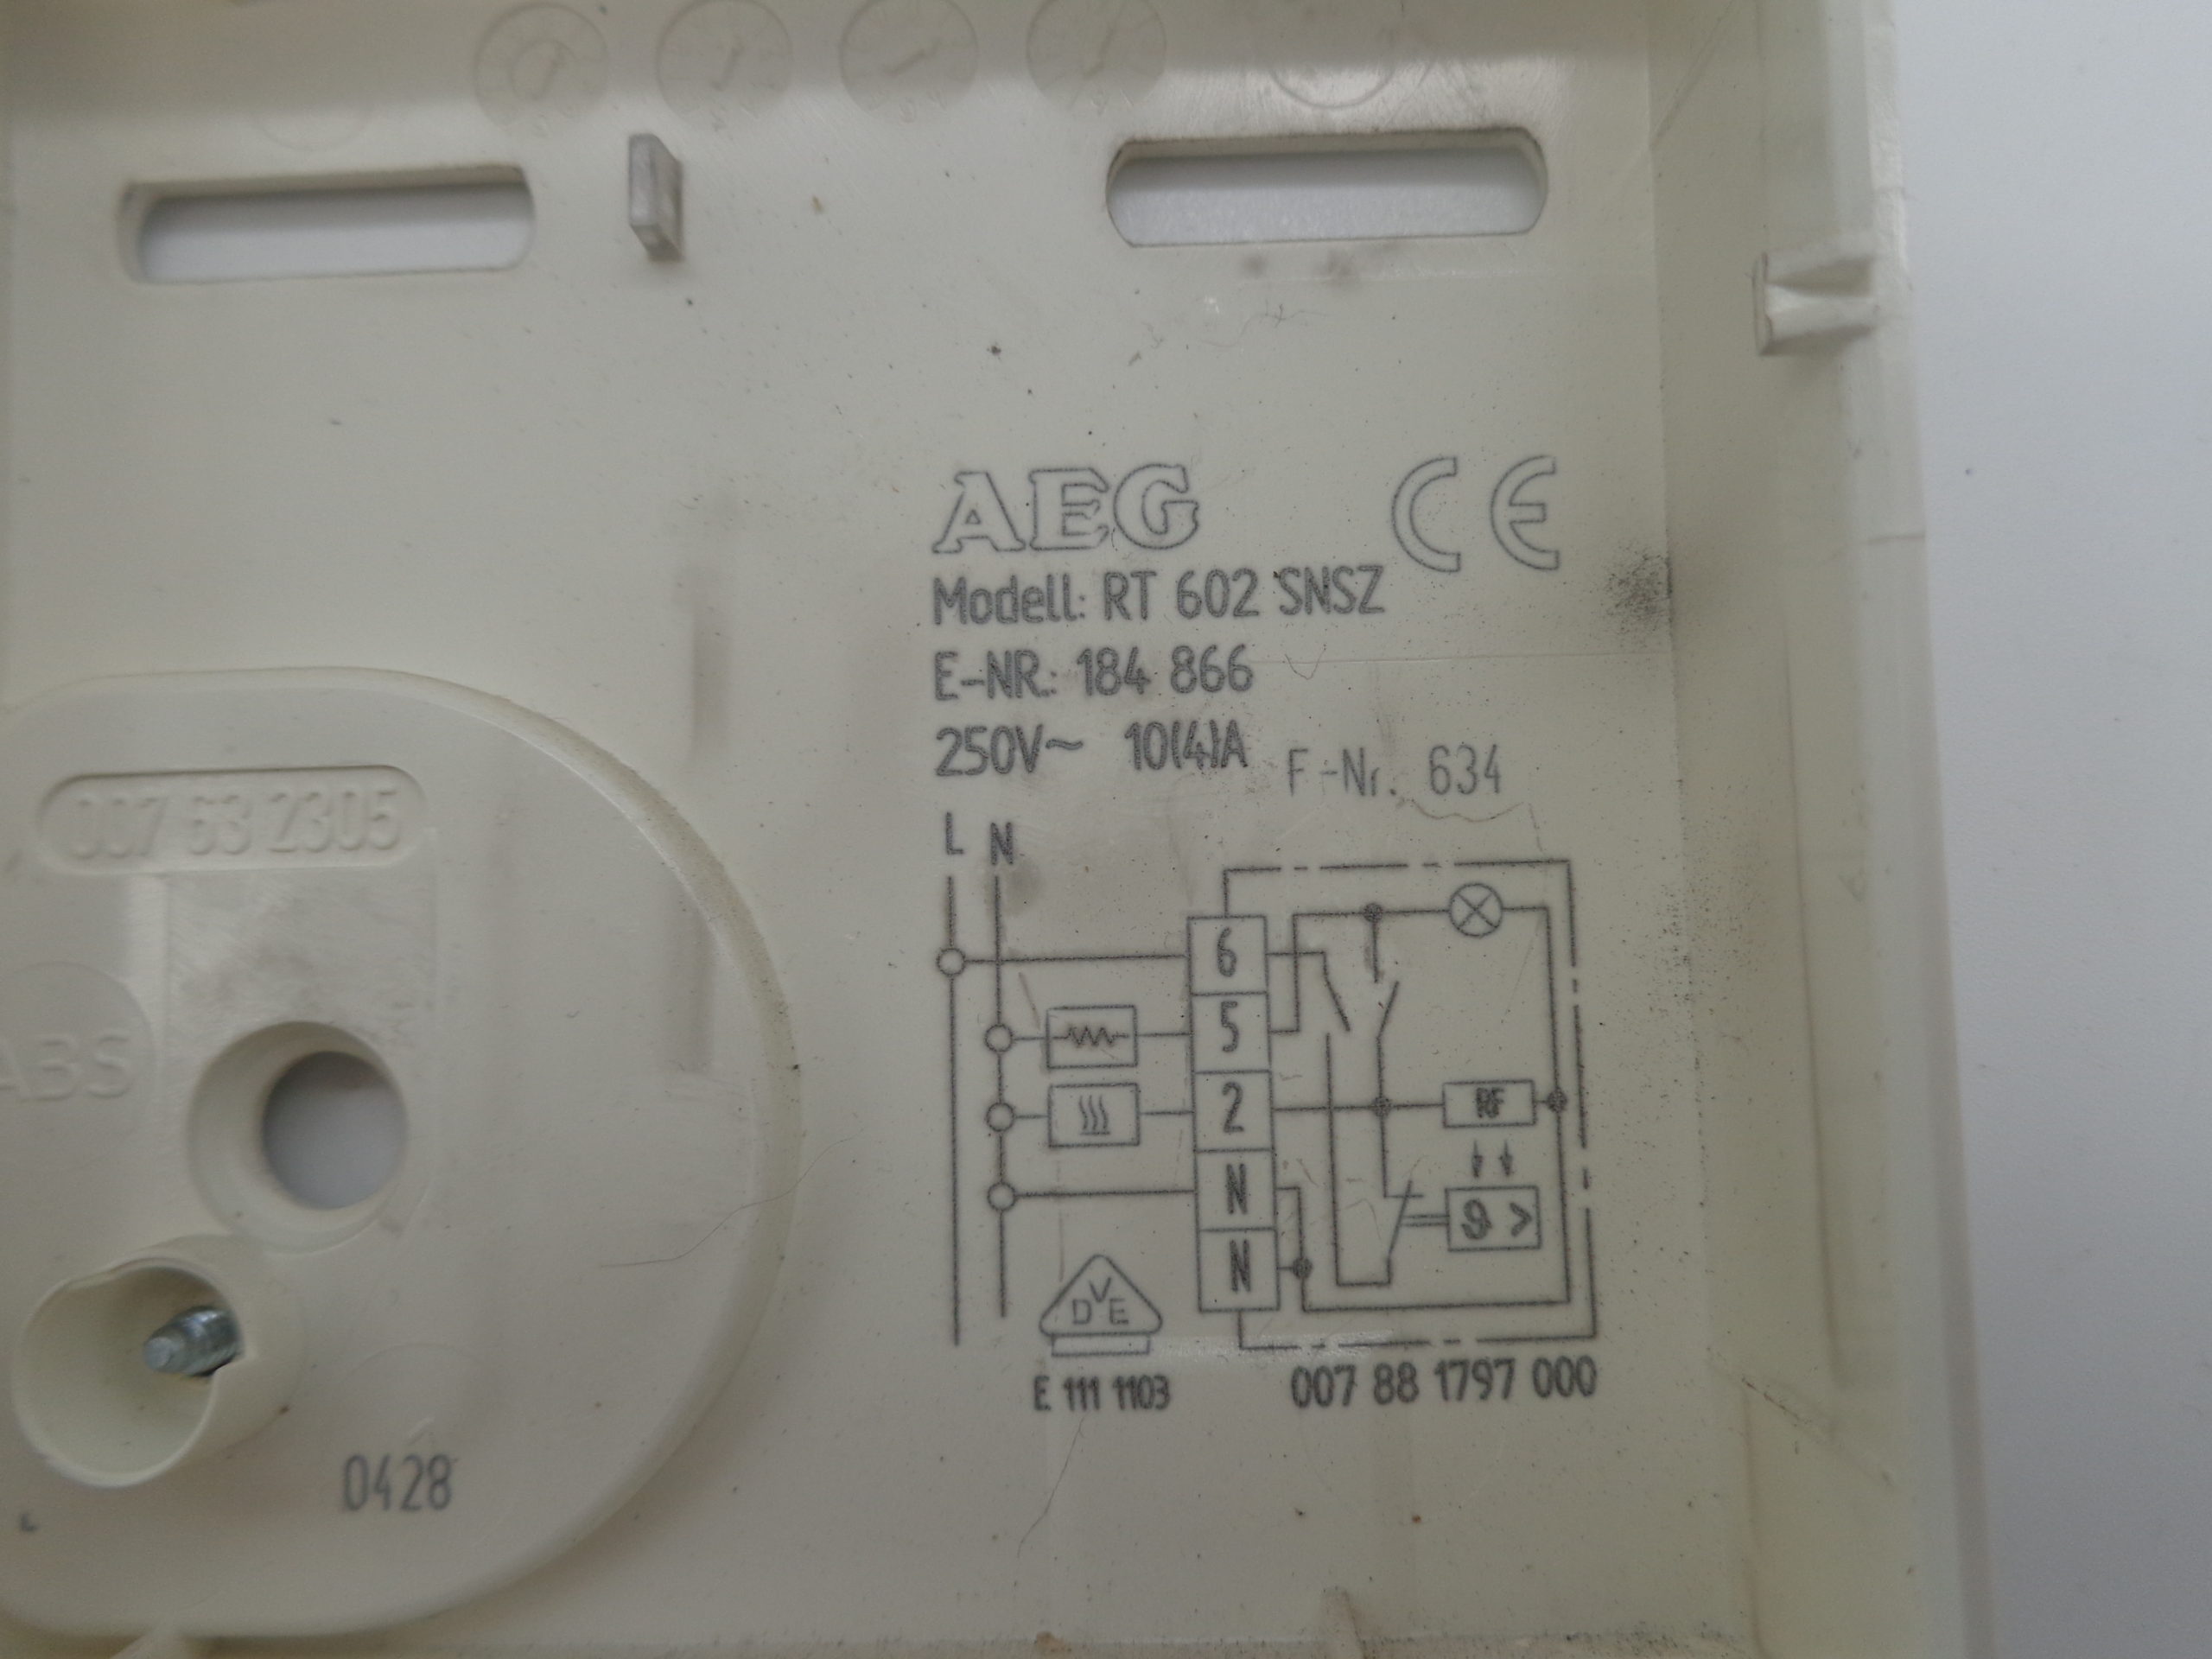 AEG CE
Modell: RT 602 SNSZ
E-NR.: 184 866
250V~ 10(4)A F-Nr. 634
L N
007 63 2305
6
5
2
RF
N
ϑ >
N
ABS
DVE
E 111 1103 007 88 1797 000
0428